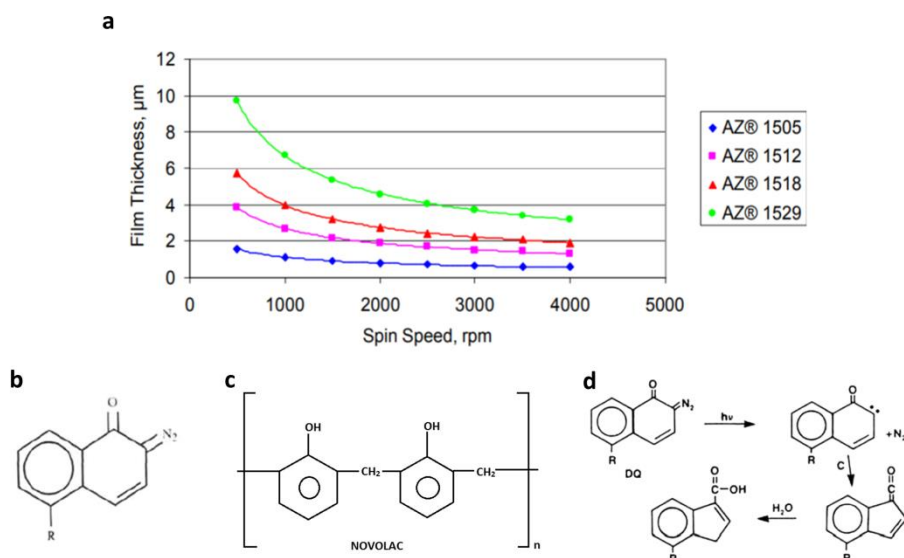 a
12
10
8
6
4
2
0
Film Thickness, µm
0 1000 2000 3000 4000 5000
Spin Speed, rpm
AZ® 1505
AZ® 1512
AZ® 1518
AZ® 1529
b
O
N₂
R
c
OH OH
CH₂ CH₂
n
NOVOLAC
d
O
N₂
R
DQ
hν
O
R
+N₂
C
O
C
R
H₂O
O
C-OH
R